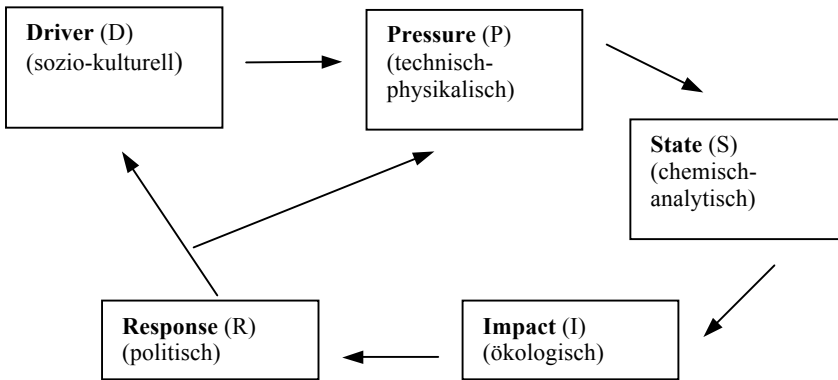 Driver (D)
(sozio-kulturell)
Pressure (P)
(technisch-
physikalisch)
State (S)
(chemisch-
analytisch)
Impact (I)
(ökologisch)
Response (R)
(politisch)